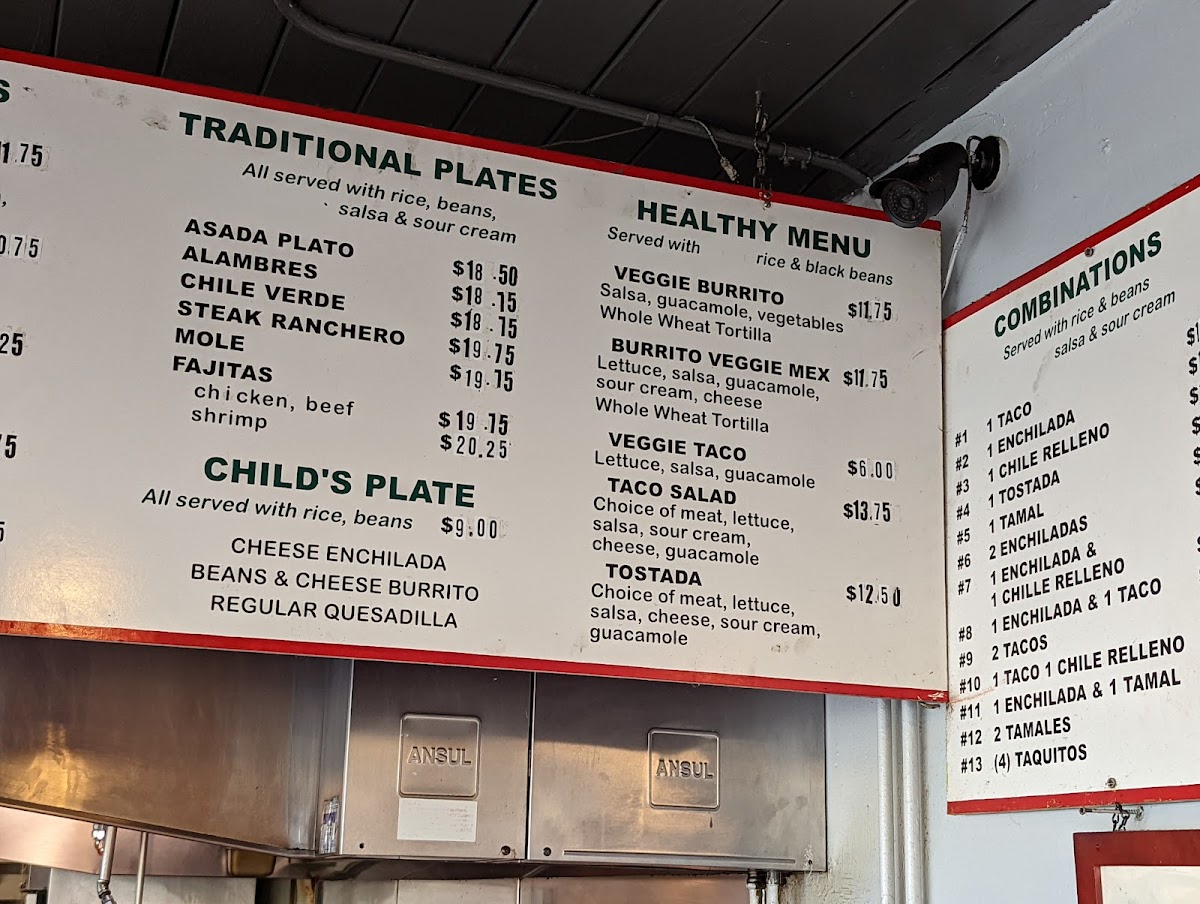 S
1.75
0.75
25
75
5
TRADITIONAL PLATES
All served with rice, beans,
salsa & sour cream
ASADA PLATO $18.50
ALAMBRES $18.15
CHILE VERDE $18.75
STEAK RANCHERO $19.75
MOLE $19.75
FAJITAS
chicken, beef $19.75
shrimp $20.25
CHILD'S PLATE
All served with rice, beans $9.00
CHEESE ENCHILADA
BEANS & CHEESE BURRITO
REGULAR QUESADILLA
HEALTHY MENU
Served with rice & black beans
VEGGIE BURRITO $11.75
Salsa, guacamole, vegetables
Whole Wheat Tortilla
BURRITO VEGGIE MEX $11.75
Lettuce, salsa, guacamole,
sour cream, cheese
Whole Wheat Tortilla
VEGGIE TACO $6.00
Lettuce, salsa, guacamole
TACO SALAD $13.75
Choice of meat, lettuce,
salsa, sour cream,
cheese, guacamole
TOSTADA $12.50
Choice of meat, lettuce,
salsa, cheese, sour cream,
guacamole
COMBINATIONS
Served with rice & beans
salsa & sour cream
#1 1 TACO
#2 1 ENCHILADA
#3 1 CHILE RELLENO
#4 1 TOSTADA
#5 1 TAMAL
#6 2 ENCHILADAS
#7 1 ENCHILADA &
1 CHILLE RELLENO
#8 1 ENCHILADA & 1 TACO
#9 2 TACOS
#10 1 TACO 1 CHILE RELLENO
#11 1 ENCHILADA & 1 TAMAL
#12 2 TAMALES
#13 (4) TAQUITOS
ANSUL
ANSUL